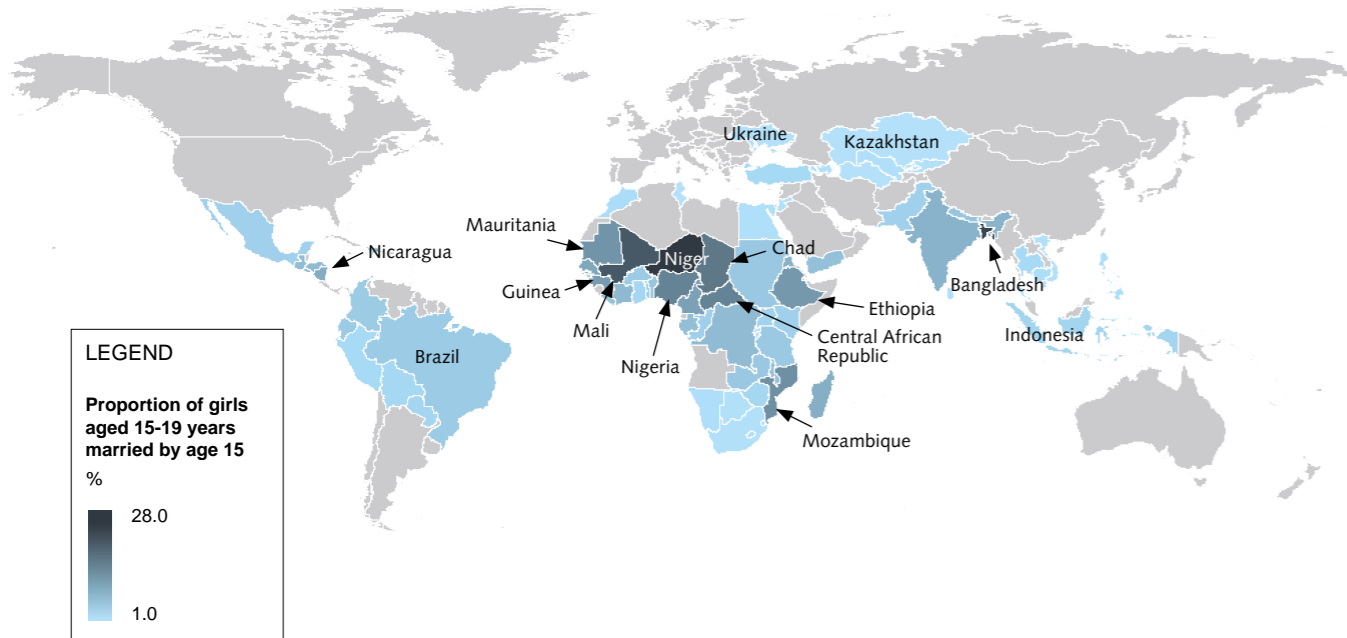 Ukraine
Kazakhstan
Mauritania
Nicaragua
Niger
Chad
Guinea
Bangladesh
Ethiopia
Mali
Indonesia
Central African
Republic
Brazil
Nigeria
Mozambique
LEGEND
Proportion of girls
aged 15-19 years
married by age 15
%
28.0
1.0